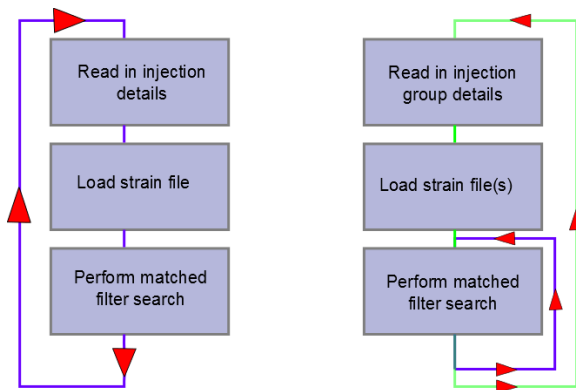 Read in injection
details
Load strain file
Perform matched
filter search
Read in injection
group details
Load strain file(s)
Perform matched
filter search